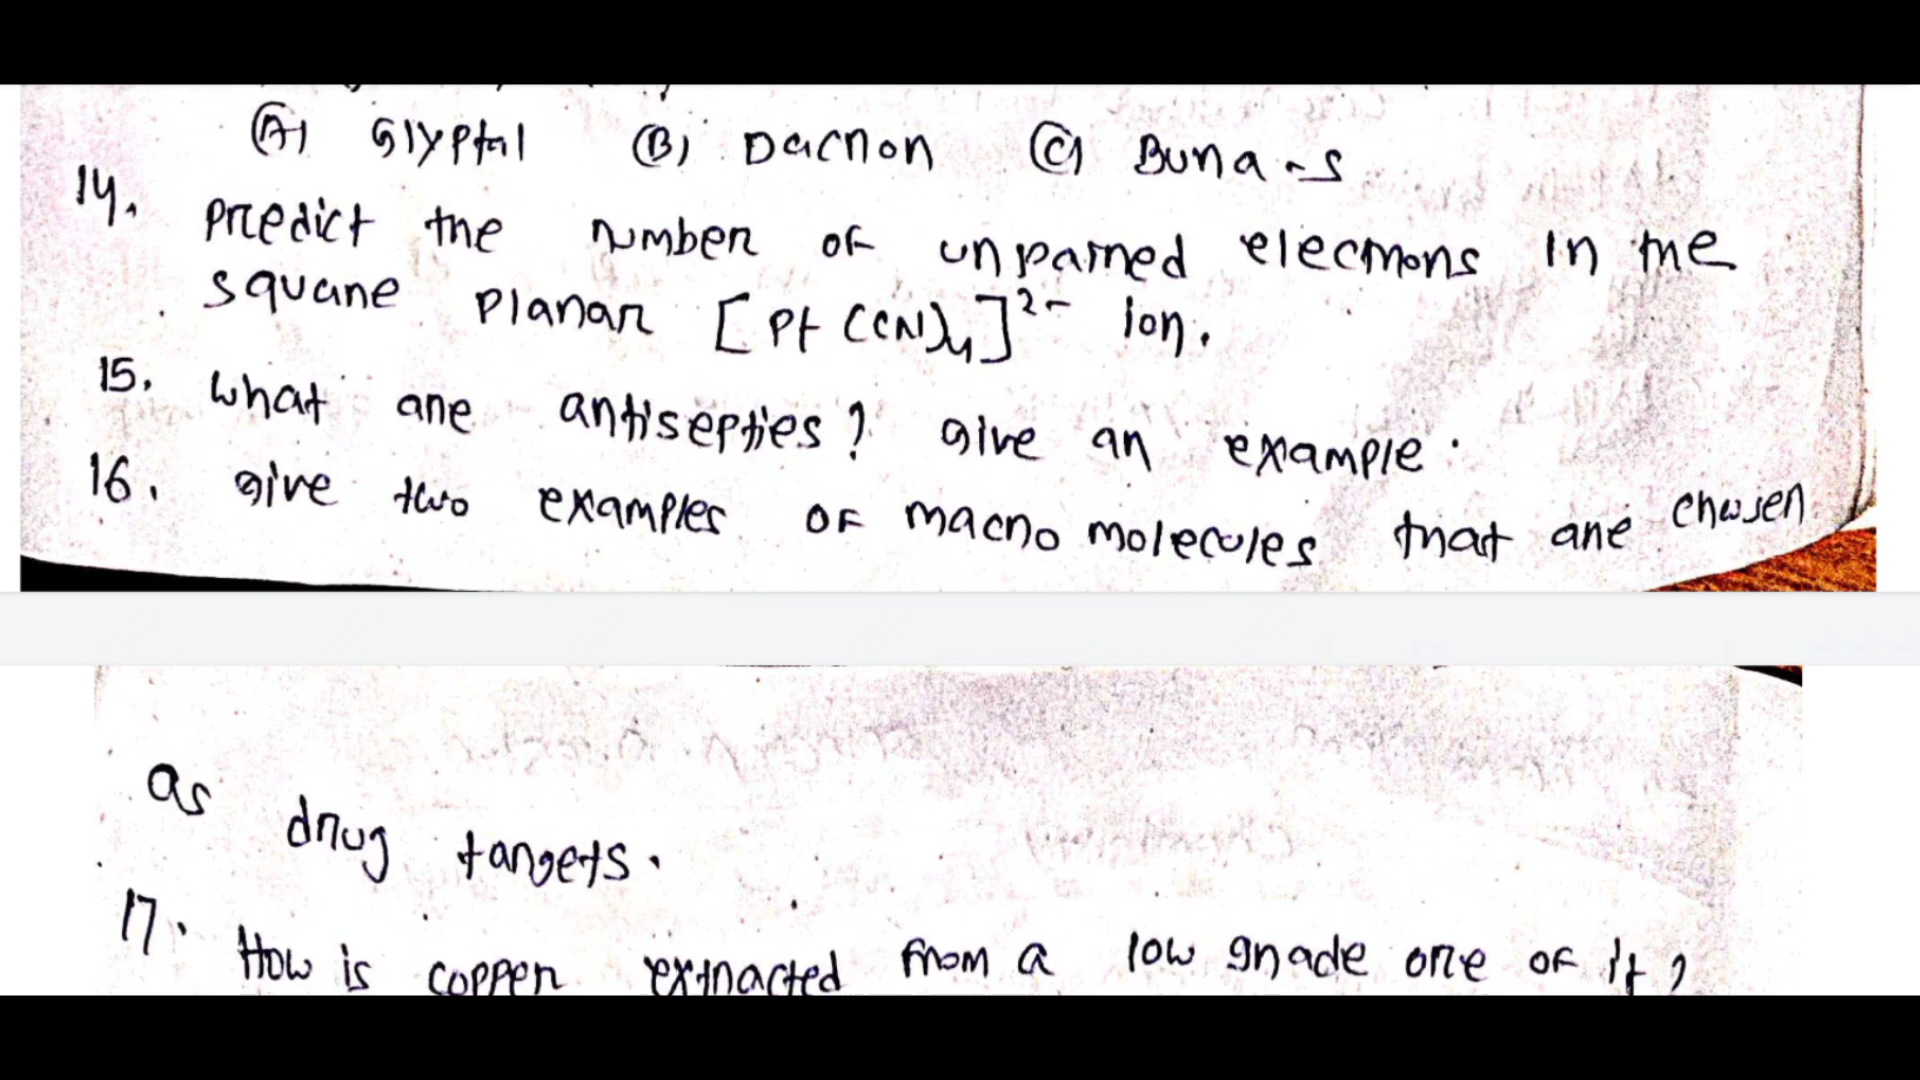 (A) Glyptal (B) Dacron (C) Buna-S
14. Predict the number of unpaired electrons in the
square planar [Pt(CN)4]2- ion.
15. What are antiseptics? Give an example.
16. Give two examples of macro molecules that are chosen
as drug targets.
17. How is copper extracted from a low grade ore of it?